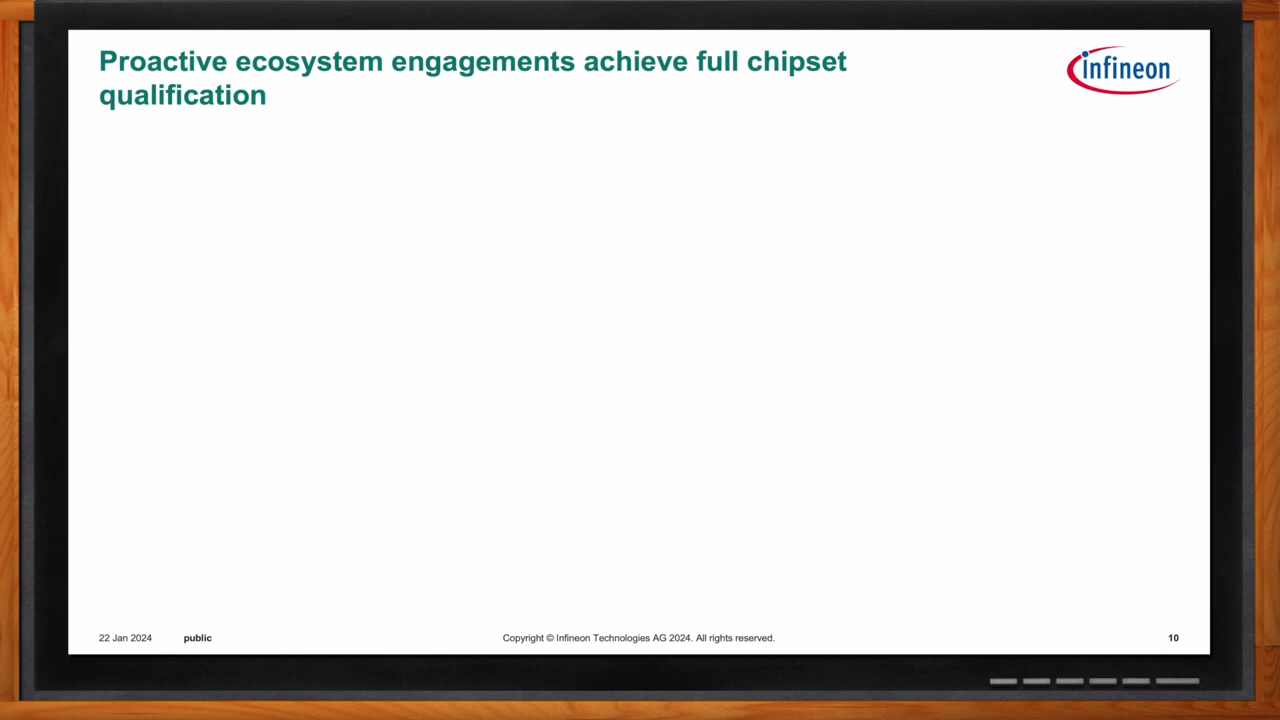 Proactive ecosystem engagements achieve full chipset
qualification
infineon
22 Jan 2024 public Copyright © Infineon Technologies AG 2024. All rights reserved. 10